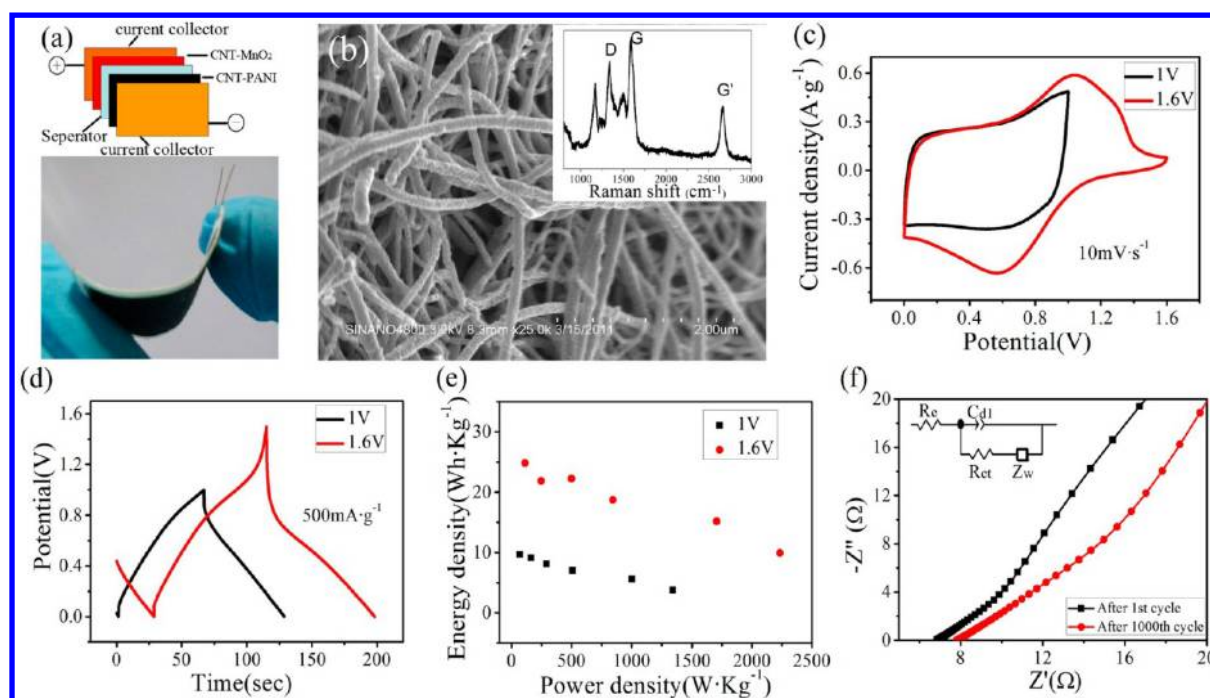 (a)
current collector
CNT-MnO₂
CNT-PANI
+
−
Seperator
current collector
(b)
D
G
G'
1000 1500 2000 2500 3000
Raman shift (cm⁻¹)
SINANO4800 3.0kV 8.3mm x25.0k 3/15/2011
2.00um
(c)
Current density(A·g⁻¹)
0.6
0.3
0.0
-0.3
-0.6
1V
1.6V
10mV·s⁻¹
0.0 0.4 0.8 1.2 1.6
Potential(V)
(d)
Potential(V)
1.6
1.2
0.8
0.4
0.0
1V
1.6V
500mA·g⁻¹
0 50 100 150 200
Time(sec)
(e)
Energy density(Wh·Kg⁻¹)
30
20
10
0
1V
1.6V
0 500 1000 1500 2000 2500
Power density(W·Kg⁻¹)
(f)
-Z''(Ω)
20
16
12
8
4
0
Re
Cd1
Ret
Zw
After 1st cycle
After 1000th cycle
8 12 16 20
Z'(Ω)